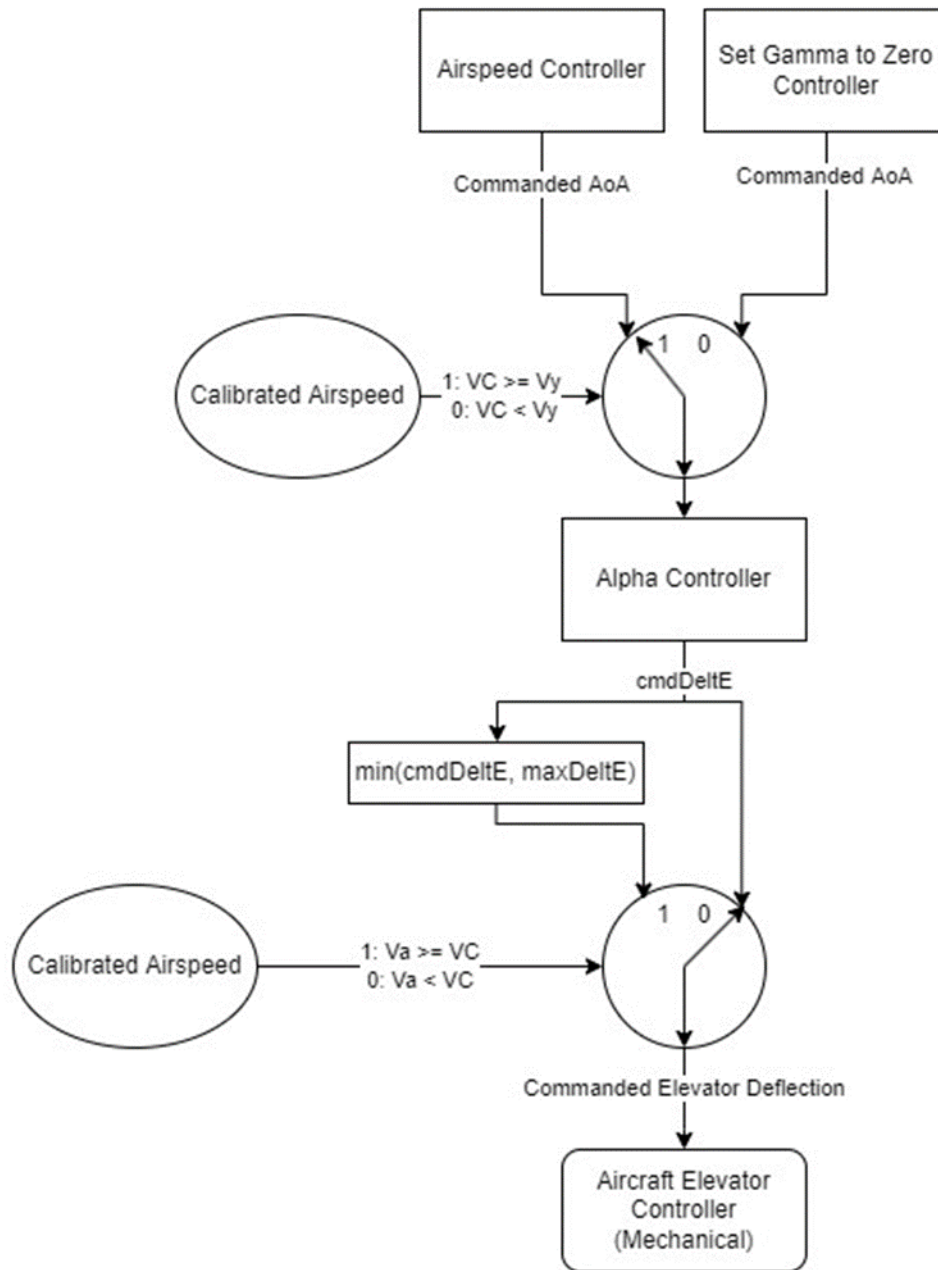 Airspeed Controller
Set Gamma to Zero
Controller
Commanded AoA
Commanded AoA
1 0
Calibrated Airspeed
1: VC >= Vy
0: VC < Vy
Alpha Controller
cmdDeltE
min(cmdDeltE, maxDeltE)
1 0
Calibrated Airspeed
1: Va >= VC
0: Va < VC
Commanded Elevator Deflection
Aircraft Elevator
Controller
(Mechanical)